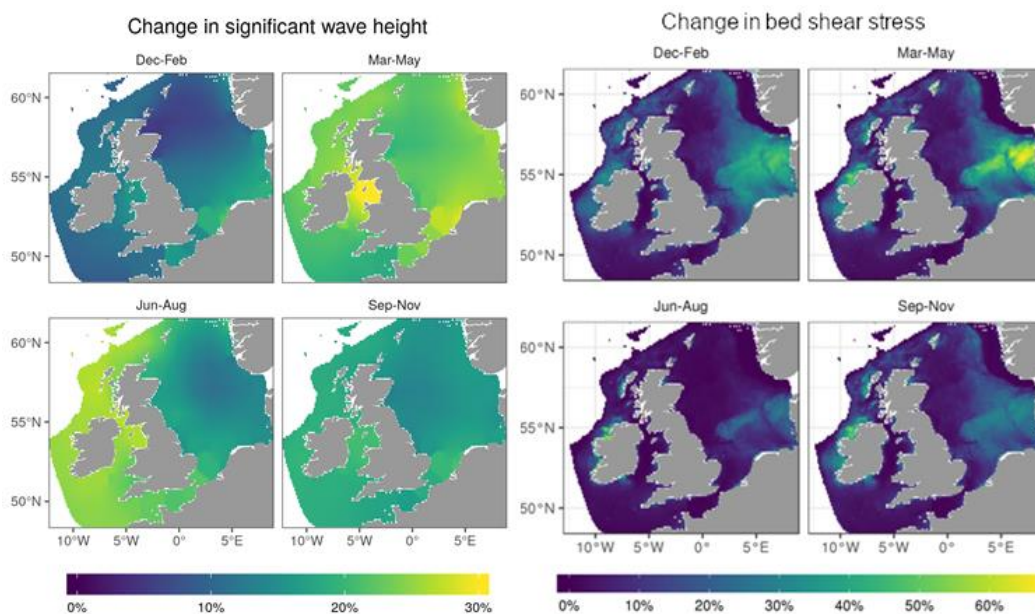 Change in significant wave height
Dec-Feb
Mar-May
60°N
55°N
50°N
Jun-Aug
Sep-Nov
60°N
55°N
50°N
10°W 5°W 0° 5°E
10°W 5°W 0° 5°E
0% 10% 20% 30%
Change in bed shear stress
Dec-Feb
Mar-May
60°N
55°N
50°N
Jun-Aug
Sep-Nov
60°N
55°N
50°N
10°W 5°W 0° 5°E
10°W 5°W 0° 5°E
0% 10% 20% 30% 40% 50% 60%